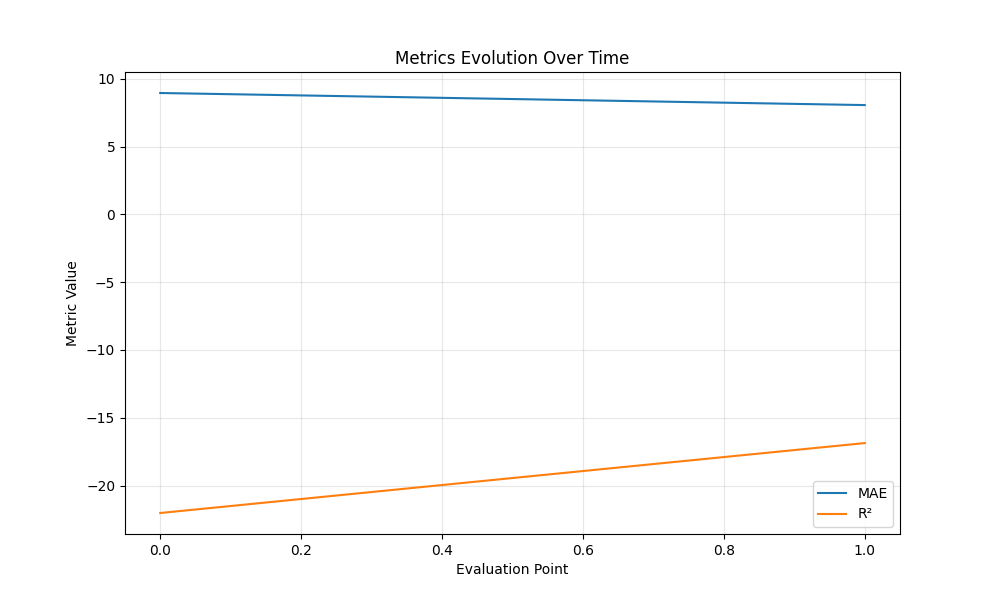 Metrics Evolution Over Time
10
5
0
−5
−10
−15
−20
Metric Value
0.0 0.2 0.4 0.6 0.8 1.0
Evaluation Point
MAE
R²